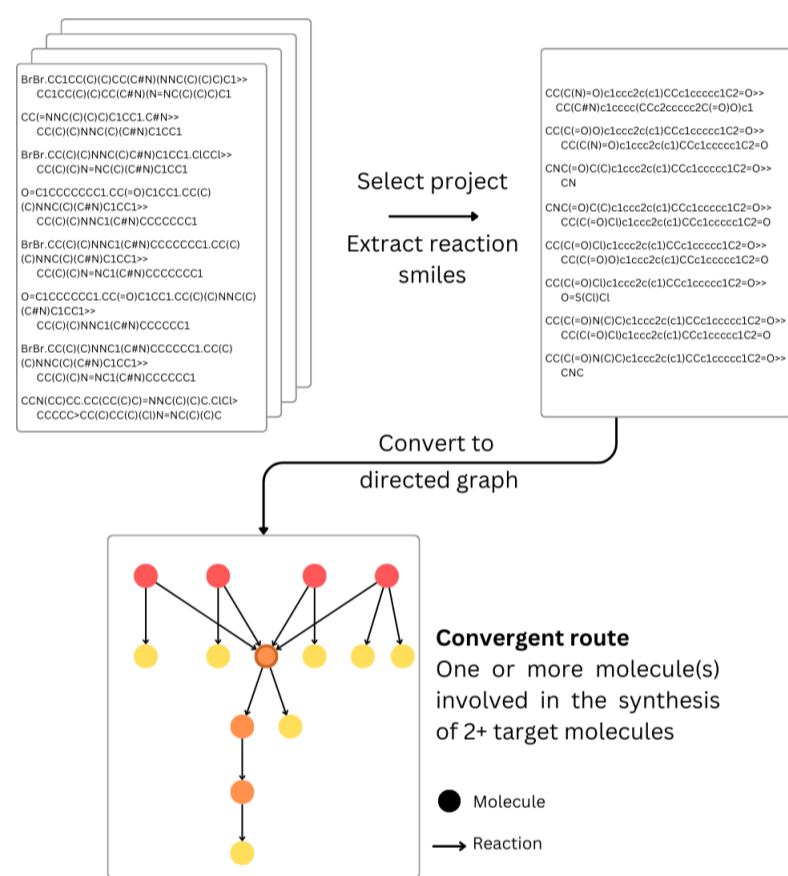 BrBr.CC1CC(C)(C)CC(C#N)(NNC(C)(C)C)C1>>
CC1CC(C)(C)CC(C#N)(N=NC(C)(C)C)C1
CC(=NNC(C)(C)C)C1CC1.C#N>>
CC(C)(C)NNC(C)(C#N)C1CC1
BrBr.CC(C)(C)NNC(C)C#N)C1CC1.ClCCl>>
CC(C)(C)N=NC(C)(C#N)C1CC1
O=C1CCCCCCC1.CC(=O)C1CC1.CC(C)
(C)NNC(C)(C#N)C1CC1>>
CC(C)(C)NNC1(C#N)CCCCCCC1
BrBr.CC(C)(C)NNC1(C#N)CCCCCCC1.CC(C)
(C)NNC(C)(C#N)C1CC1>>
CC(C)(C)N=NC1(C#N)CCCCCCC1
O=C1CCCCCC1.CC(=O)C1CC1.CC(C)(C)NNC(C)
(C#N)C1CC1>>
CC(C)(C)NNC1(C#N)CCCCCC1
BrBr.CC(C)(C)NNC1(C#N)CCCCCC1.CC(C)
(C)NNC(C)(C#N)C1CC1>>
CC(C)(C)N=NC1(C#N)CCCCCC1
CCN(CC)CC.CC(CC(C)C)=NNC(C)(C)C.ClCl>
CCCCC>CC(C)CC(C)(Cl)N=NC(C)(C)C
Select project
Extract reaction
smiles
CC(C(N)=O)c1ccc2c(c1)CCc1ccccc1C2=O>>
CC(C#N)c1cccc(CCc2ccccc2C(=O)O)c1
CC(C(=O)O)c1ccc2c(c1)CCc1ccccc1C2=O>>
CC(C(N)=O)c1ccc2c(c1)CCc1ccccc1C2=O
CNC(=O)C(C)c1ccc2c(c1)CCc1ccccc1C2=O>>
CN
CNC(=O)C(C)c1ccc2c(c1)CCc1ccccc1C2=O>>
CC(C(=O)Cl)c1ccc2c(c1)CCc1ccccc1C2=O
CC(C(=O)Cl)c1ccc2c(c1)CCc1ccccc1C2=O>>
CC(C(=O)O)c1ccc2c(c1)CCc1ccccc1C2=O
CC(C(=O)Cl)c1ccc2c(c1)CCc1ccccc1C2=O>>
O=S(Cl)Cl
CC(C(=O)N(C)C)c1ccc2c(c1)CCc1ccccc1C2=O>>
CC(C(=O)Cl)c1ccc2c(c1)CCc1ccccc1C2=O
CC(C(=O)N(C)C)c1ccc2c(c1)CCc1ccccc1C2=O>>
CNC
Convert to
directed graph
Convergent route
One or more molecule(s)
involved in the synthesis
of 2+ target molecules
Molecule
Reaction